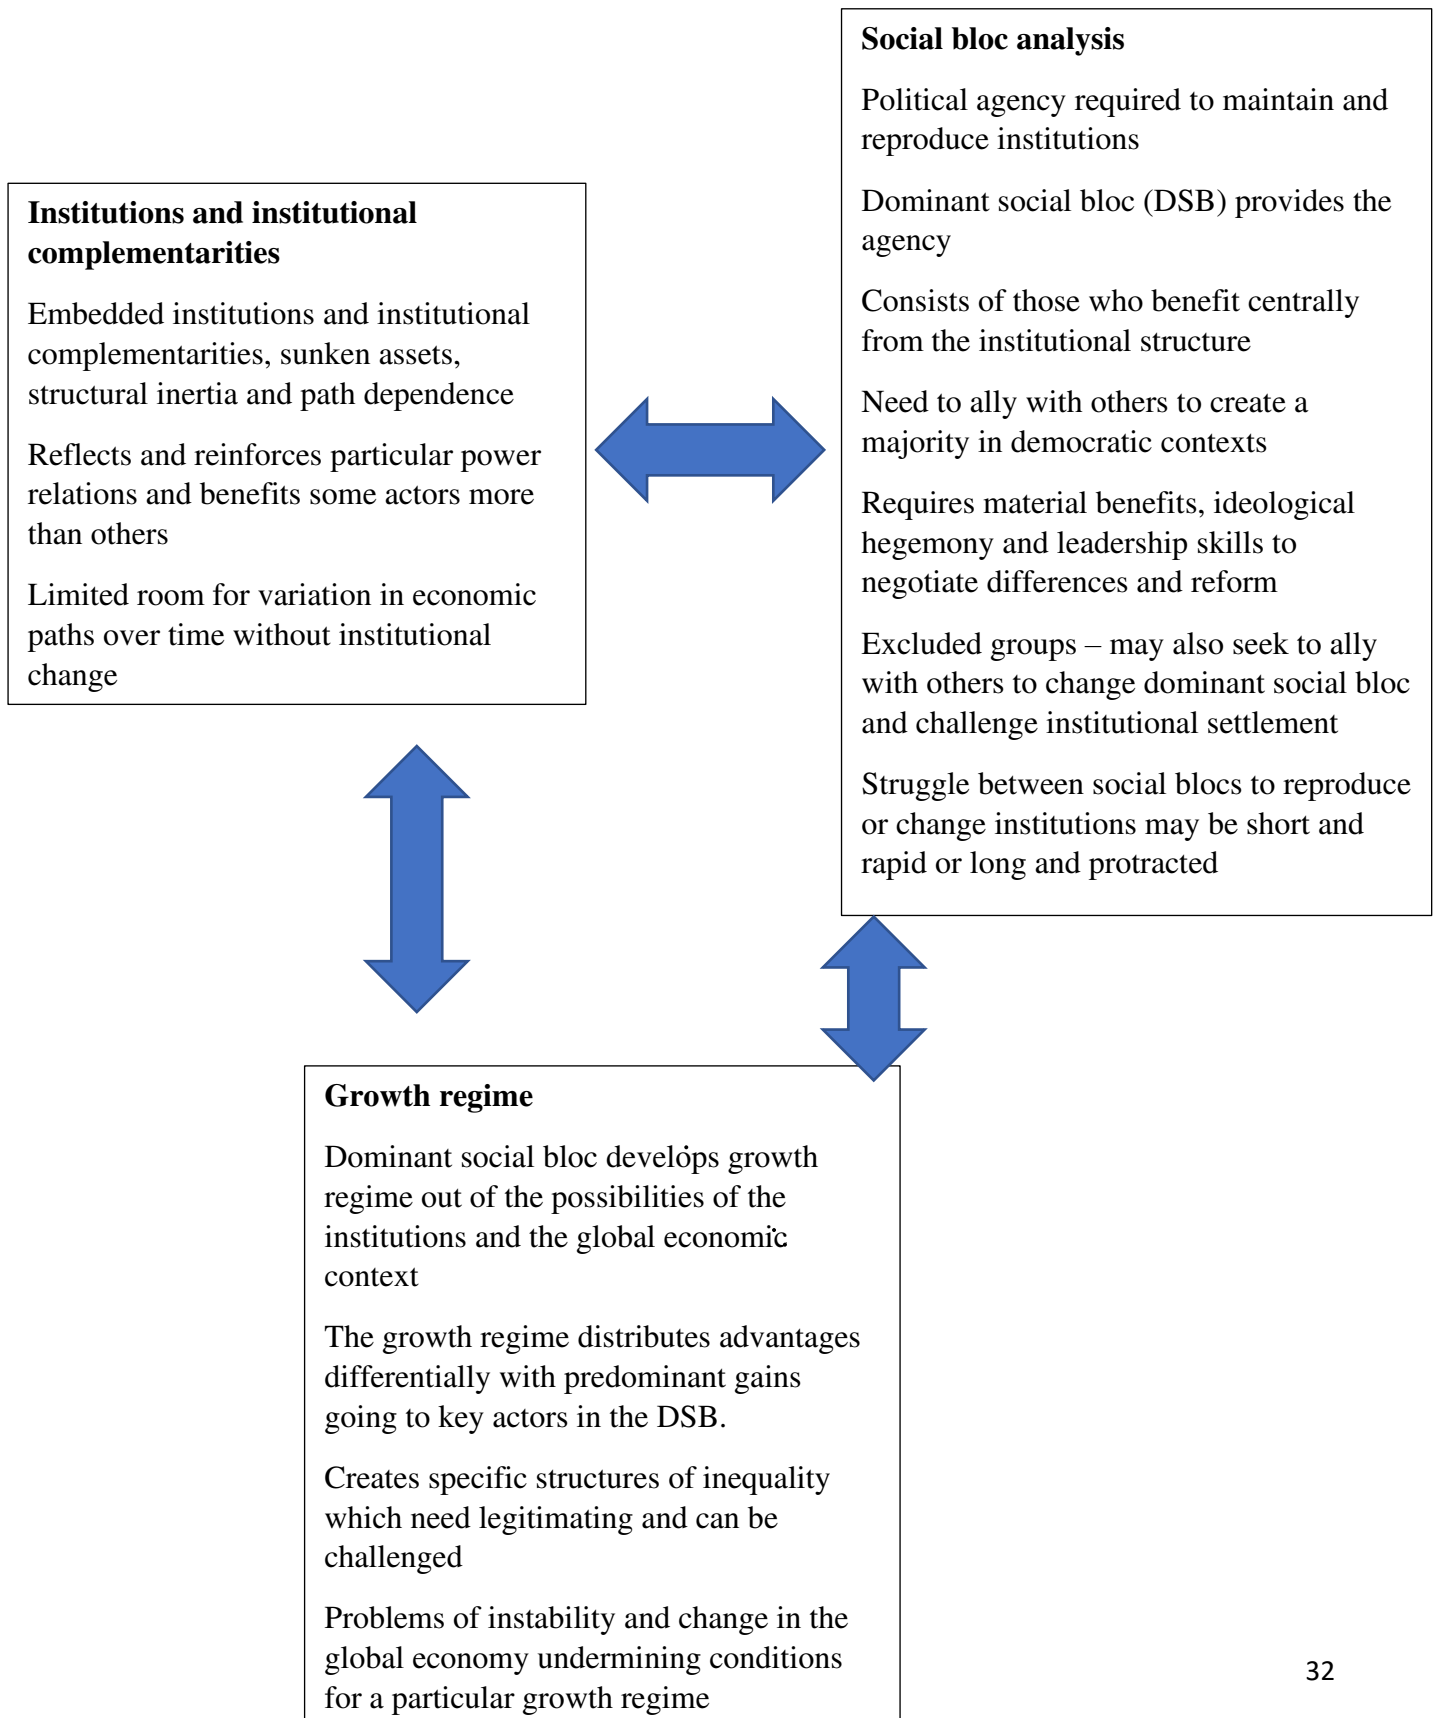 Social bloc analysis
Political agency required to maintain and
reproduce institutions
Dominant social bloc (DSB) provides the
agency
Consists of those who benefit centrally
from the institutional structure
Need to ally with others to create a
majority in democratic contexts
Requires material benefits, ideological
hegemony and leadership skills to
negotiate differences and reform
Excluded groups – may also seek to ally
with others to change dominant social bloc
and challenge institutional settlement
Struggle between social blocs to reproduce
or change institutions may be short and
rapid or long and protracted
Institutions and institutional
complementarities
Embedded institutions and institutional
complementarities, sunken assets,
structural inertia and path dependence
Reflects and reinforces particular power
relations and benefits some actors more
than others
Limited room for variation in economic
paths over time without institutional
change
Growth regime
Dominant social bloc develops growth
regime out of the possibilities of the
institutions and the global economic
context
The growth regime distributes advantages
differentially with predominant gains
going to key actors in the DSB.
Creates specific structures of inequality
which need legitimating and can be
challenged
Problems of instability and change in the
global economy undermining conditions
for a particular growth regime
32